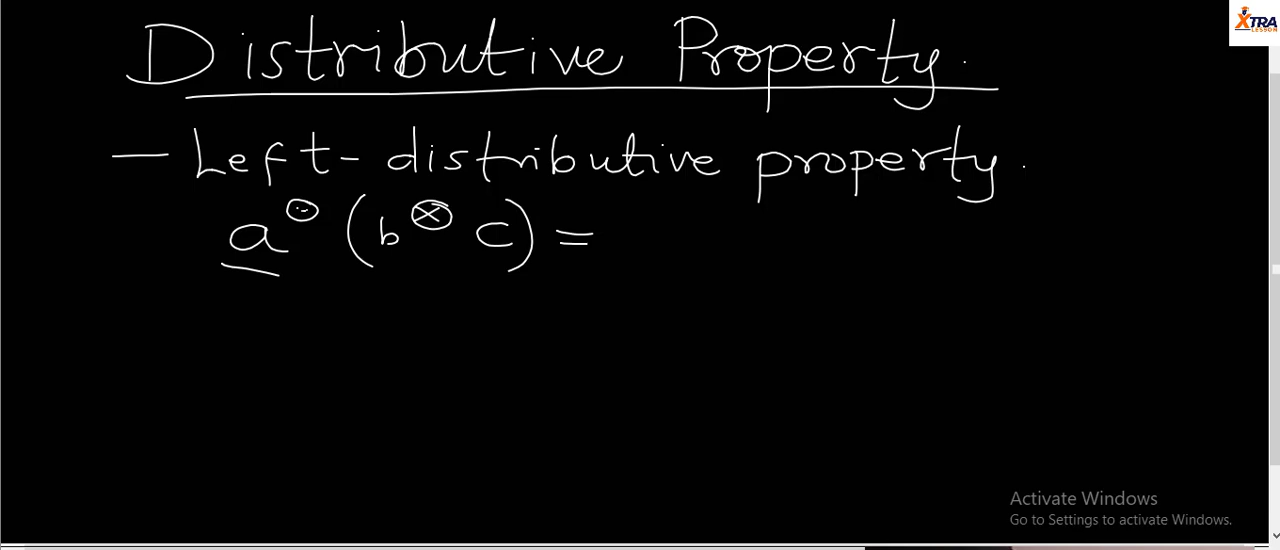 XTRA
LESSON
Distributive Property.
— Left-distributive property.
a ⊙ (b ⊗ c) =
Activate Windows
Go to Settings to activate Windows.